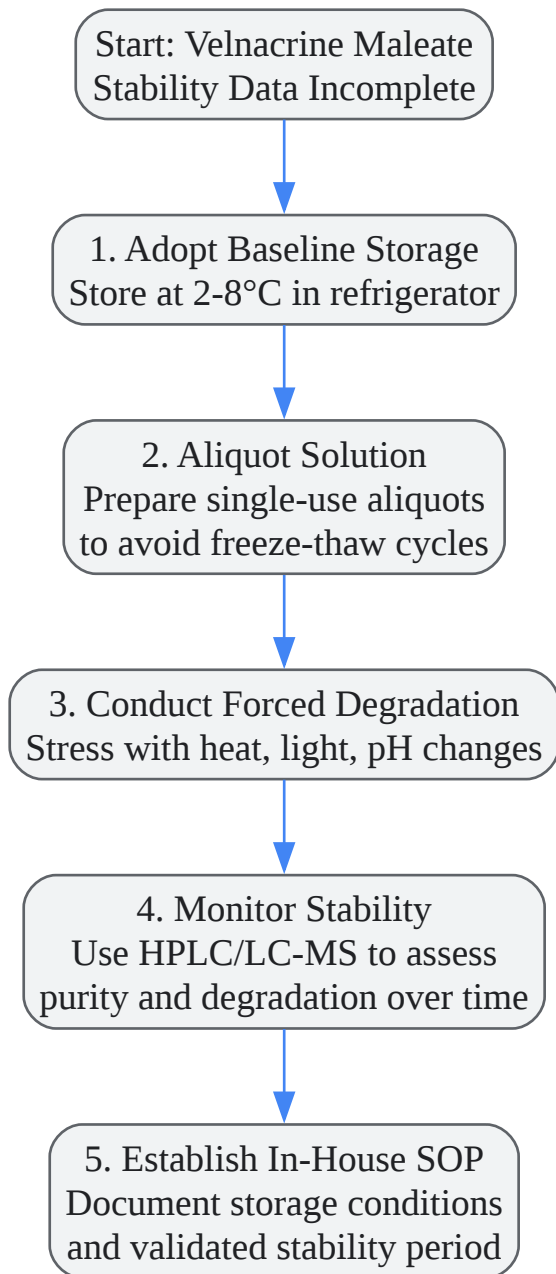 Start: Velnacrine Maleate
Stability Data Incomplete
1. Adopt Baseline Storage
Store at 2-8°C in refrigerator
2. Aliquot Solution
Prepare single-use aliquots
to avoid freeze-thaw cycles
3. Conduct Forced Degradation
Stress with heat, light, pH changes
4. Monitor Stability
Use HPLC/LC-MS to assess
purity and degradation over time
5. Establish In-House SOP
Document storage conditions
and validated stability period